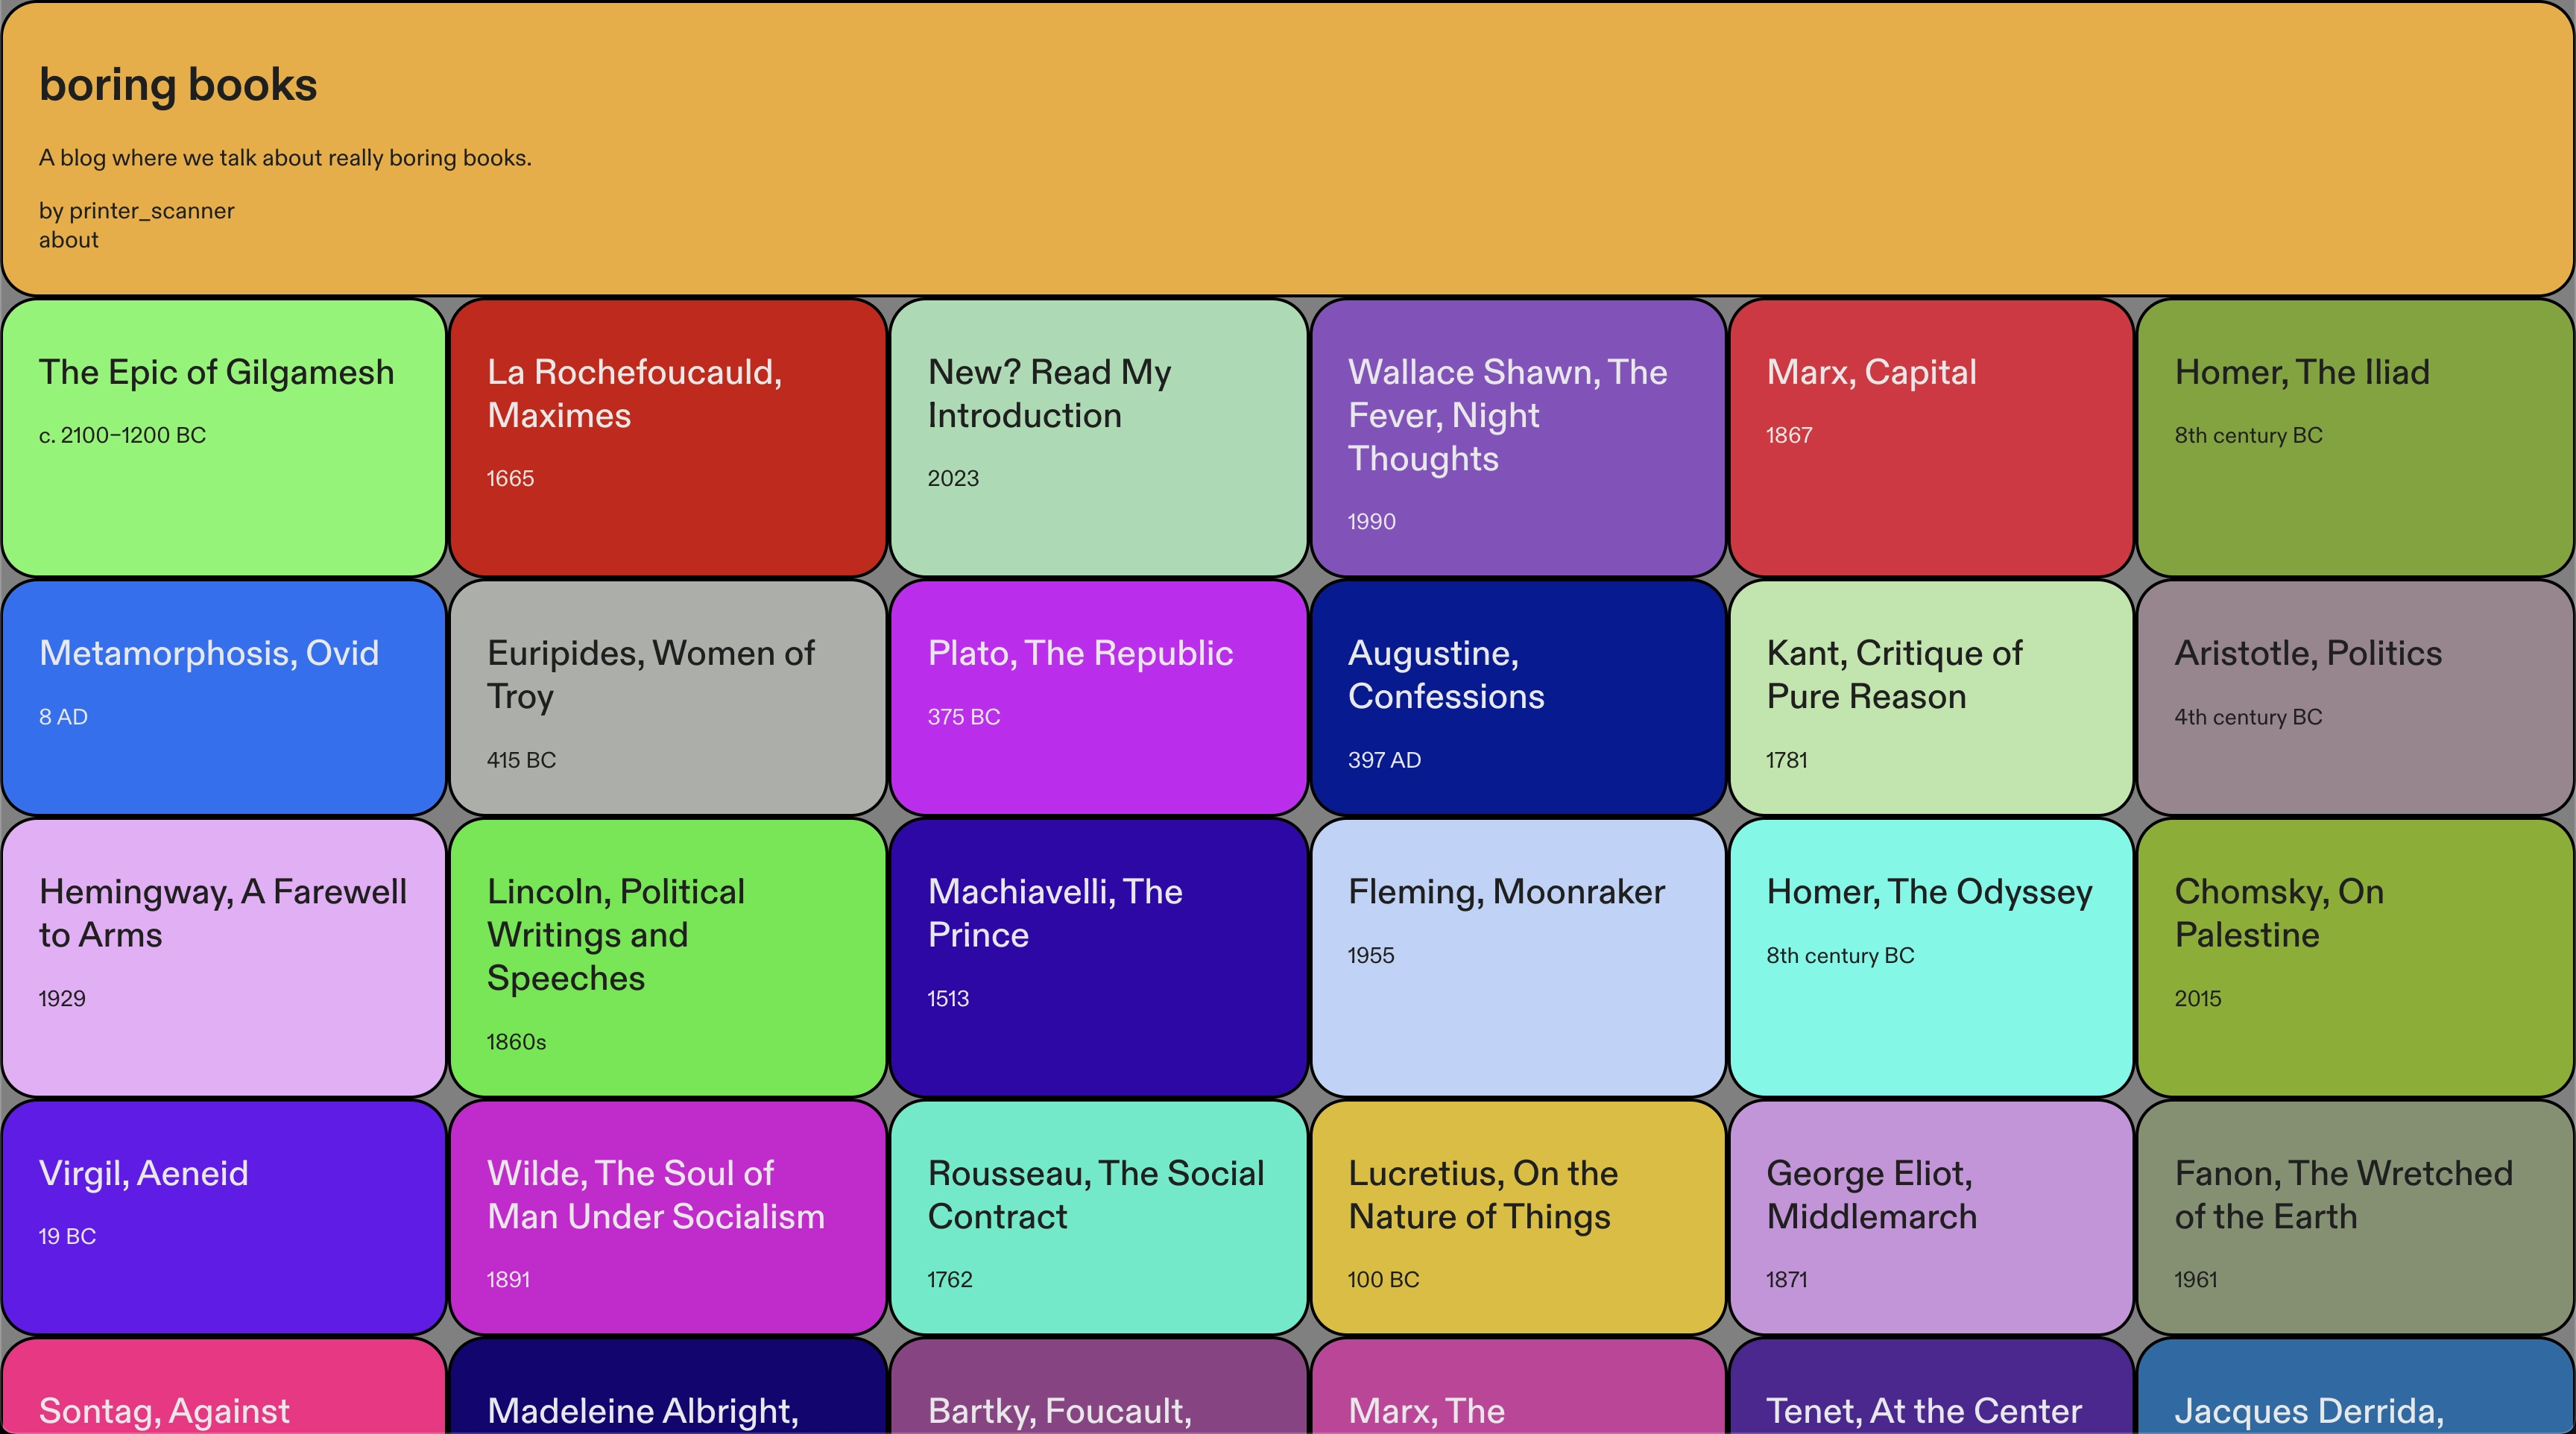 boring books
A blog where we talk about really boring books.
by printer_scanner
about
The Epic of Gilgamesh
c. 2100–1200 BC
La Rochefoucauld,
Maximes
1665
New? Read My
Introduction
2023
Wallace Shawn, The
Fever, Night
Thoughts
1990
Marx, Capital
1867
Homer, The Iliad
8th century BC
Metamorphosis, Ovid
8 AD
Euripides, Women of
Troy
415 BC
Plato, The Republic
375 BC
Augustine,
Confessions
397 AD
Kant, Critique of
Pure Reason
1781
Aristotle, Politics
4th century BC
Hemingway, A Farewell
to Arms
1929
Lincoln, Political
Writings and
Speeches
1860s
Machiavelli, The
Prince
1513
Fleming, Moonraker
1955
Homer, The Odyssey
8th century BC
Chomsky, On
Palestine
2015
Virgil, Aeneid
19 BC
Wilde, The Soul of
Man Under Socialism
1891
Rousseau, The Social
Contract
1762
Lucretius, On the
Nature of Things
100 BC
George Eliot,
Middlemarch
1871
Fanon, The Wretched
of the Earth
1961
Sontag, Against
Madeleine Albright,
Bartky, Foucault,
Marx, The
Tenet, At the Center
Jacques Derrida,